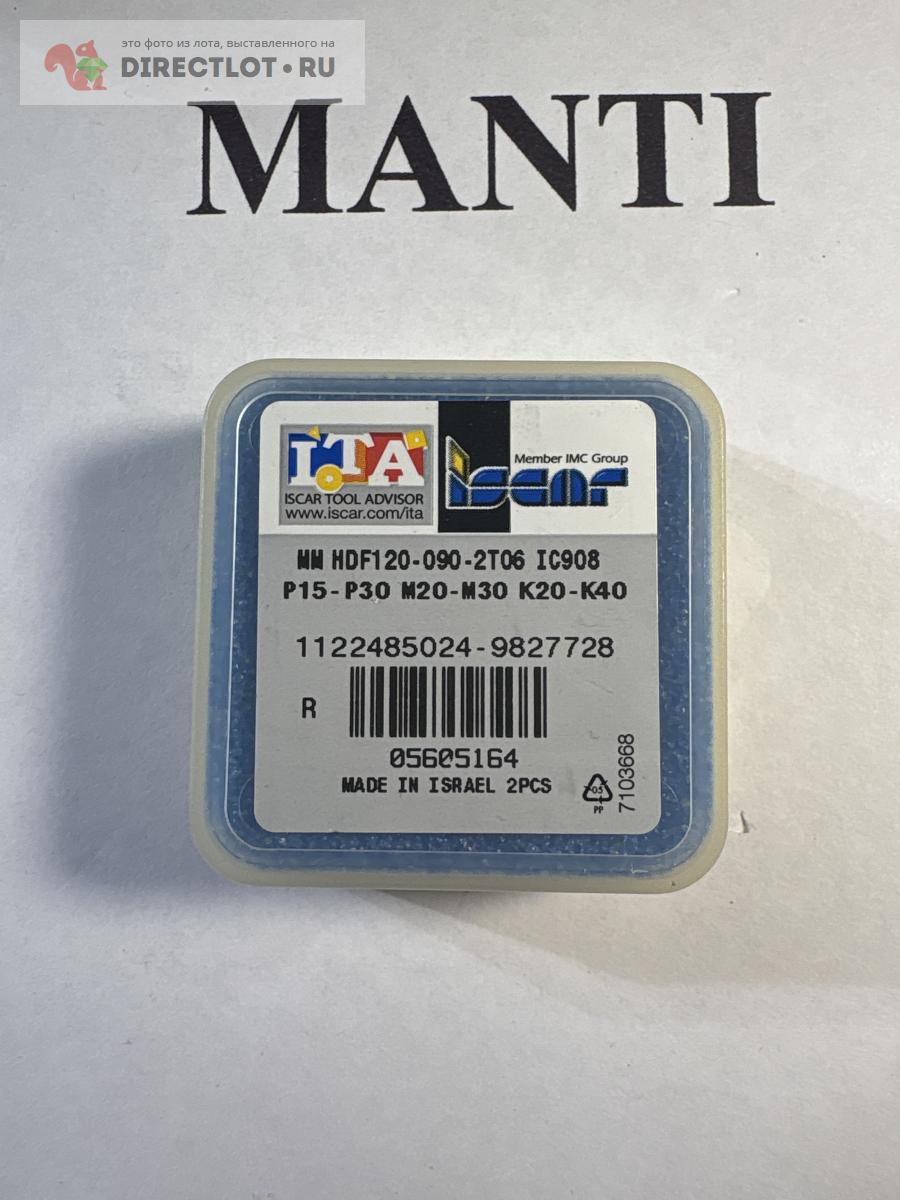 это фото из лота, выставленного на
DIRECTLOT•RU
MANTI
ITA
ISCAR TOOL ADVISOR
www.iscar.com/ita
Member IMC Group
iscar
MM HDF120-090-2T06 IC908
P15-P30 M20-M30 K20-K40
1122485024-9827728
R
05605164
MADE IN ISRAEL 2PCS
05
PP
7103668